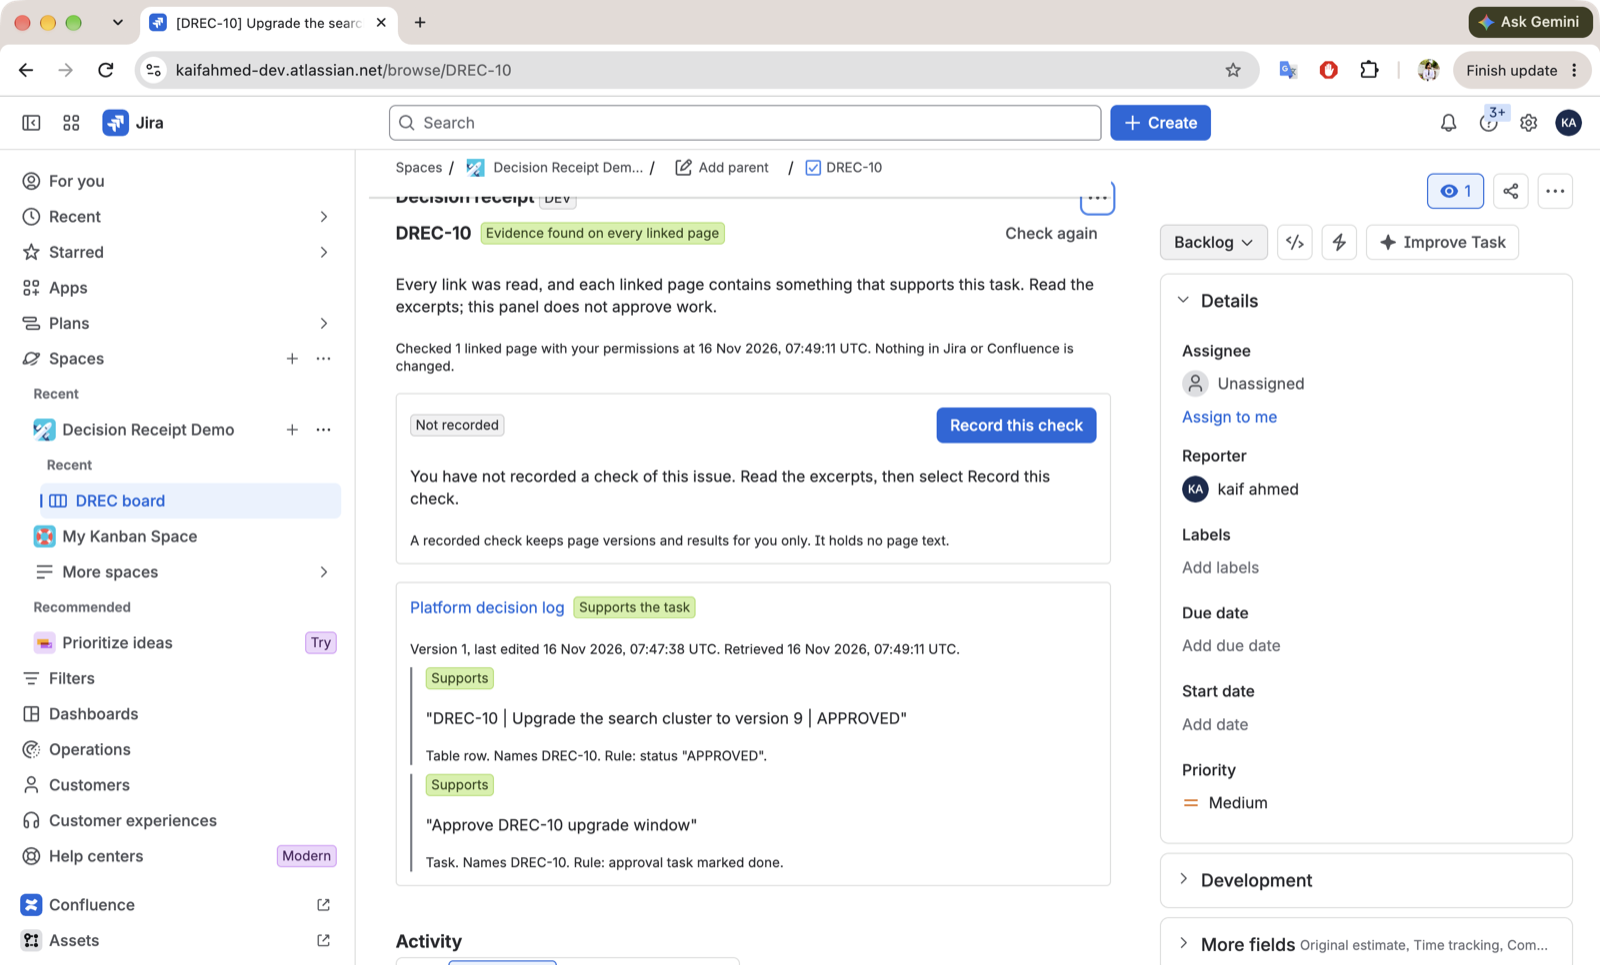 [DREC-10] Upgrade the searc
Ask Gemini
kaifahmed-dev.atlassian.net/browse/DREC-10
Finish update
Jira
Search
Create
3+
KA
For you
Recent
Starred
Apps
Plans
Spaces
Recent
Decision Receipt Demo
Recent
DREC board
My Kanban Space
More spaces
Recommended
Prioritize ideas
Try
Filters
Dashboards
Operations
Customers
Customer experiences
Help centers
Modern
Confluence
Assets
Spaces / Decision Receipt Dem... / Add parent / DREC-10
Decision receipt DEV
DREC-10 Evidence found on every linked page
Check again
Every link was read, and each linked page contains something that supports this task. Read the
excerpts; this panel does not approve work.
Checked 1 linked page with your permissions at 16 Nov 2026, 07:49:11 UTC. Nothing in Jira or Confluence is
changed.
Not recorded
Record this check
You have not recorded a check of this issue. Read the excerpts, then select Record this
check.
A recorded check keeps page versions and results for you only. It holds no page text.
Platform decision log Supports the task
Version 1, last edited 16 Nov 2026, 07:47:38 UTC. Retrieved 16 Nov 2026, 07:49:11 UTC.
Supports
"DREC-10 | Upgrade the search cluster to version 9 | APPROVED"
Table row. Names DREC-10. Rule: status "APPROVED".
Supports
"Approve DREC-10 upgrade window"
Task. Names DREC-10. Rule: approval task marked done.
Activity
1
Backlog
Improve Task
Details
Assignee
Unassigned
Assign to me
Reporter
KA kaif ahmed
Labels
Add labels
Due date
Add due date
Start date
Add date
Priority
Medium
Development
More fields Original estimate, Time tracking, Com...